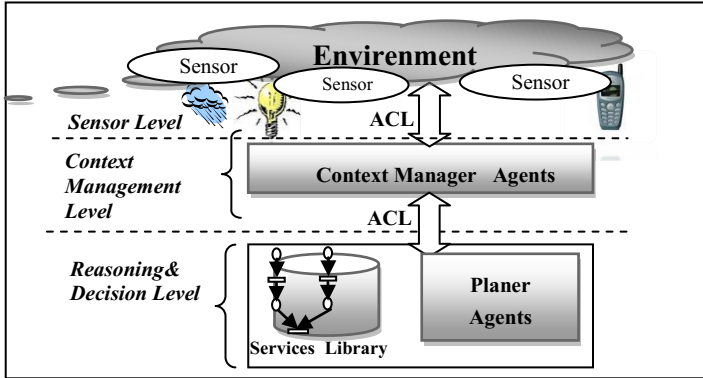 Envirenment
Sensor
Sensor
Sensor
Sensor Level
ACL
Context
Management
Level
Context Manager Agents
ACL
Reasoning&
Decision Level
Planer
Agents
Services Library